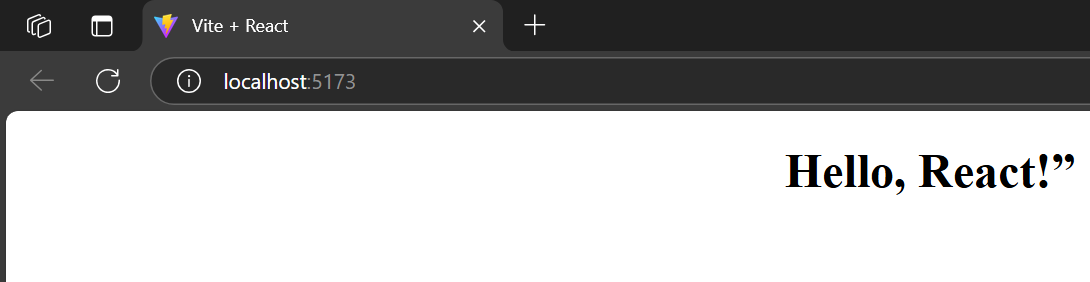 Vite + React
localhost:5173
Hello, React!”